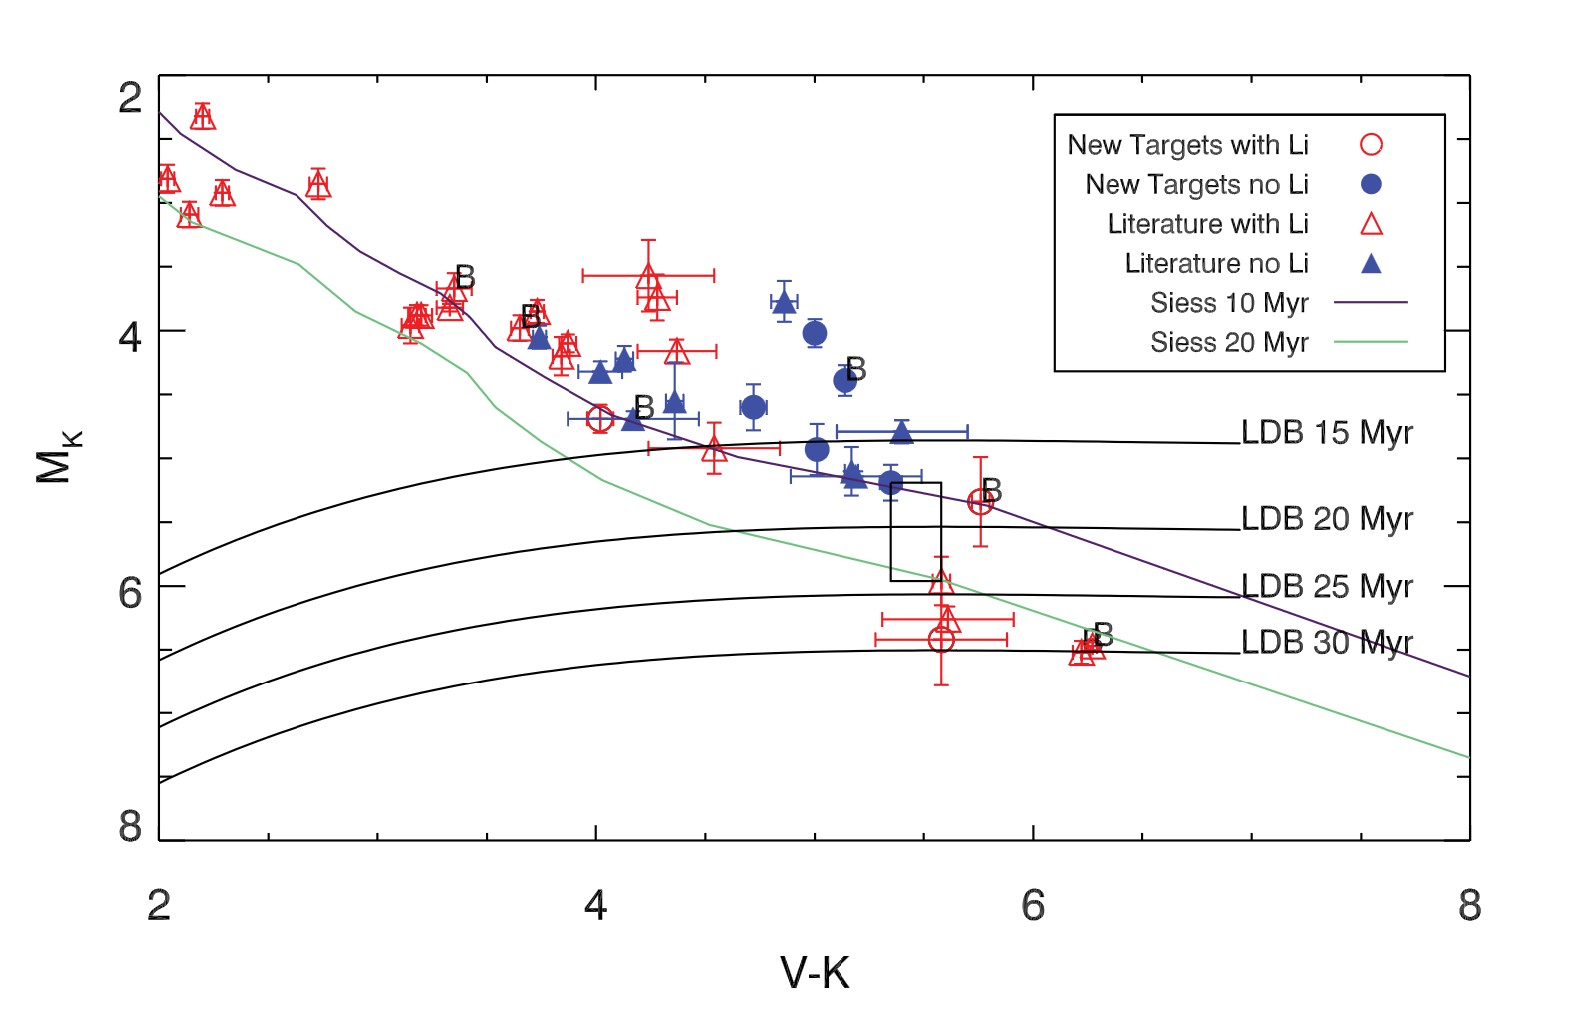 2
4
6
8
M_K
New Targets with Li
New Targets no Li
Literature with Li
Literature no Li
Siess 10 Myr
Siess 20 Myr
B
B
B
B
B
B
B
LDB 15 Myr
LDB 20 Myr
LDB 25 Myr
LDB 30 Myr
2
4
6
8
V-K